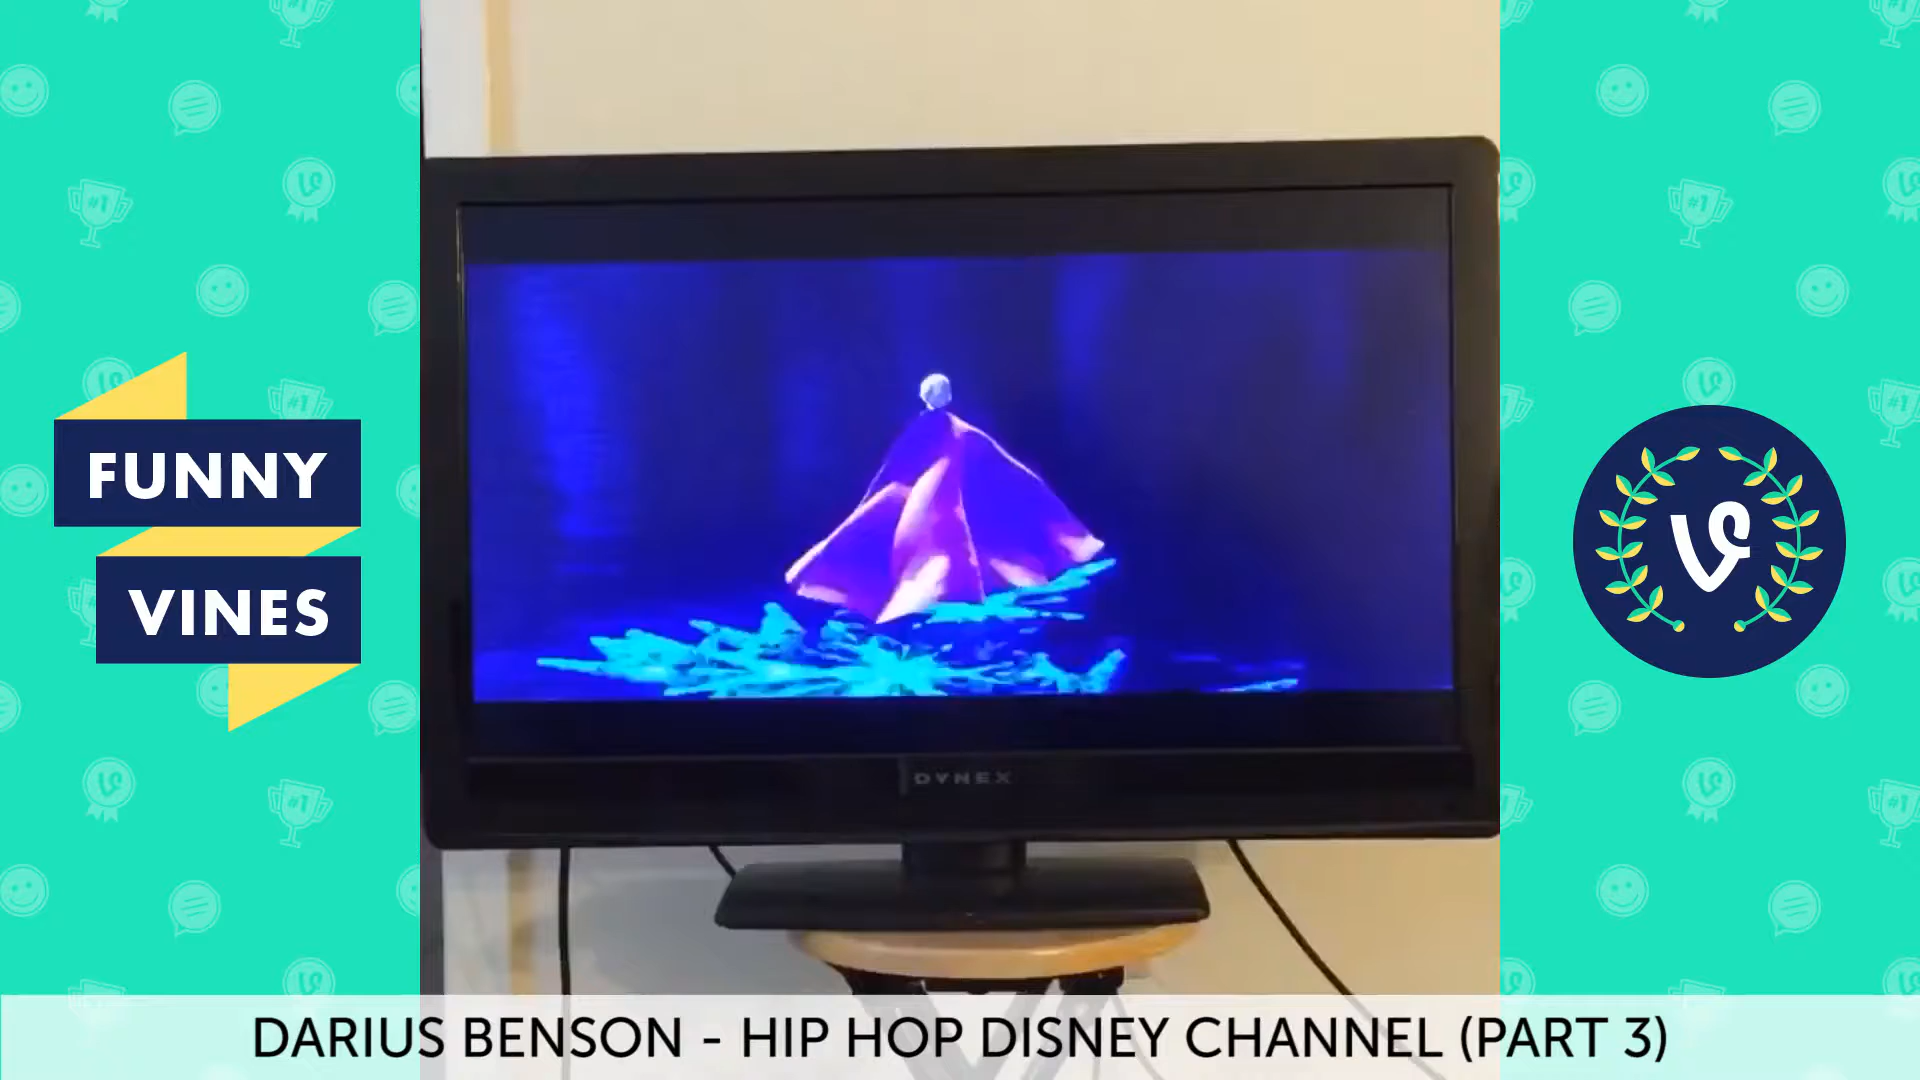 FUNNY
VINES
DYNEX
DARIUS BENSON - HIP HOP DISNEY CHANNEL (PART 3)